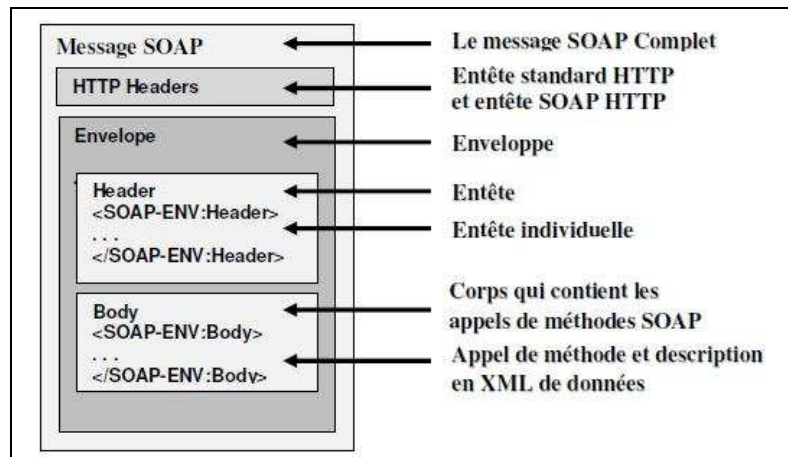 Message SOAP
Le message SOAP Complet
HTTP Headers
Entête standard HTTP
et entête SOAP HTTP
Envelope
Enveloppe
Header
Entête
<SOAP-ENV:Header>
. . .
Entête individuelle
</SOAP-ENV:Header>
Body
Corps qui contient les
appels de méthodes SOAP
<SOAP-ENV:Body>
. . .
Appel de méthode et description
en XML de données
</SOAP-ENV:Body>